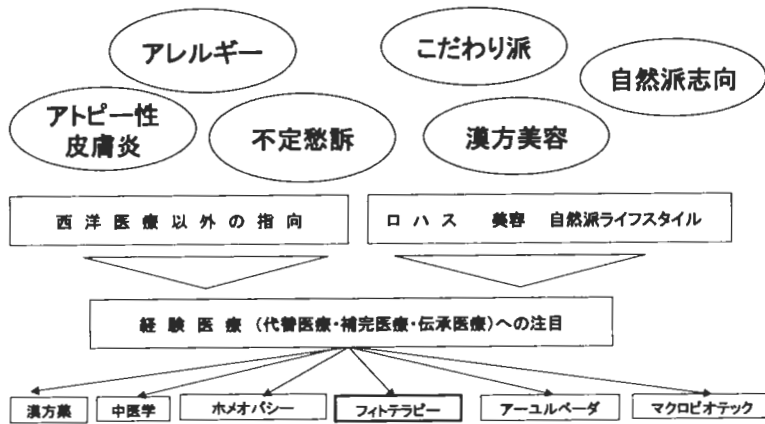 アレルギー
こだわり派
自然派志向
アトピー性
皮膚炎
不定愁訴
漢方美容
西洋医療以外の指向
ロハス 美容 自然派ライフスタイル
経験医療(代替医療・補完医療・伝承医療)への注目
漢方薬
中医学
ホメオパシー
フィトテラピー
アーユルベーダ
マクロビオテック